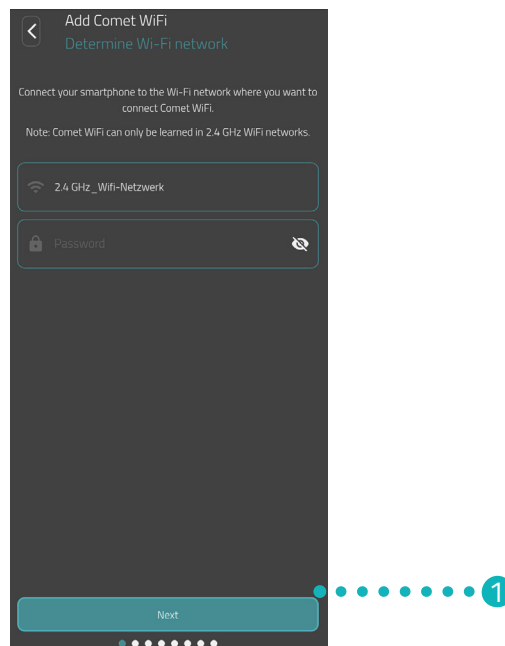 Add Comet WiFi
Determine Wi-Fi network
Connect your smartphone to the Wi-Fi network where you want to
connect Comet WiFi.
Note: Comet WiFi can only be learned in 2.4 GHz WiFi networks.
2.4 GHz_Wifi-Netzwerk
Password
1
Next